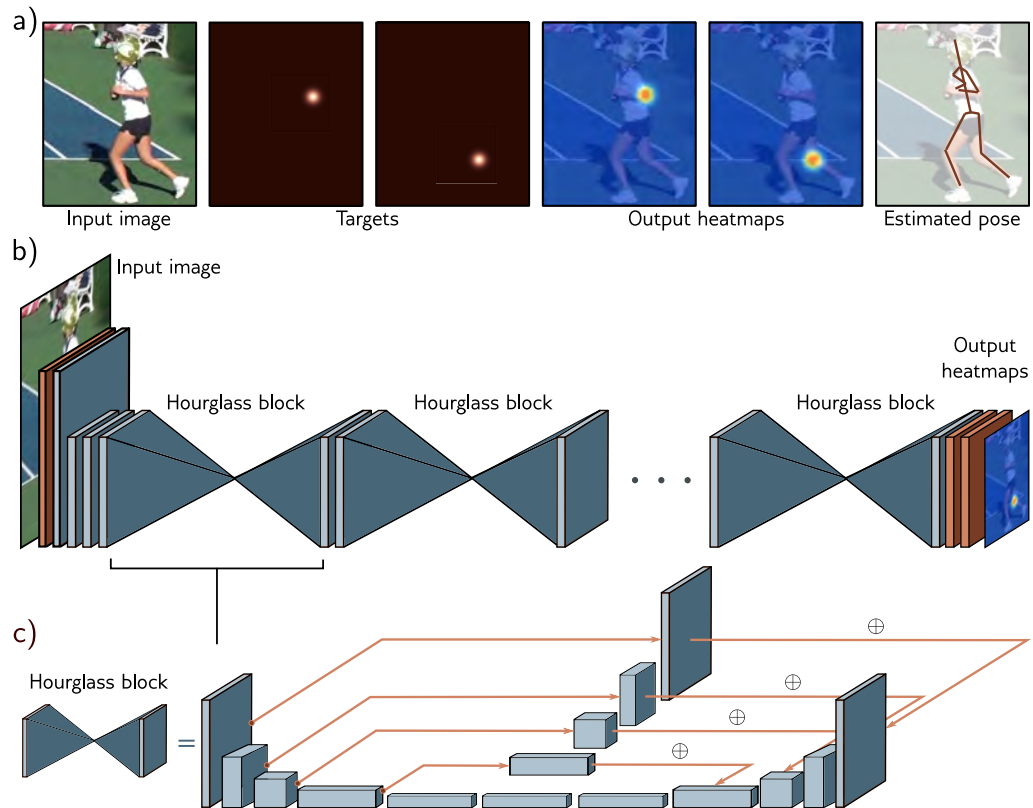 a)
Input image
Targets
Output heatmaps
Estimated pose
b)
Input image
Hourglass block
Hourglass block
Hourglass block
Output
heatmaps
c)
Hourglass block
=
⊕
⊕
⊕
⊕